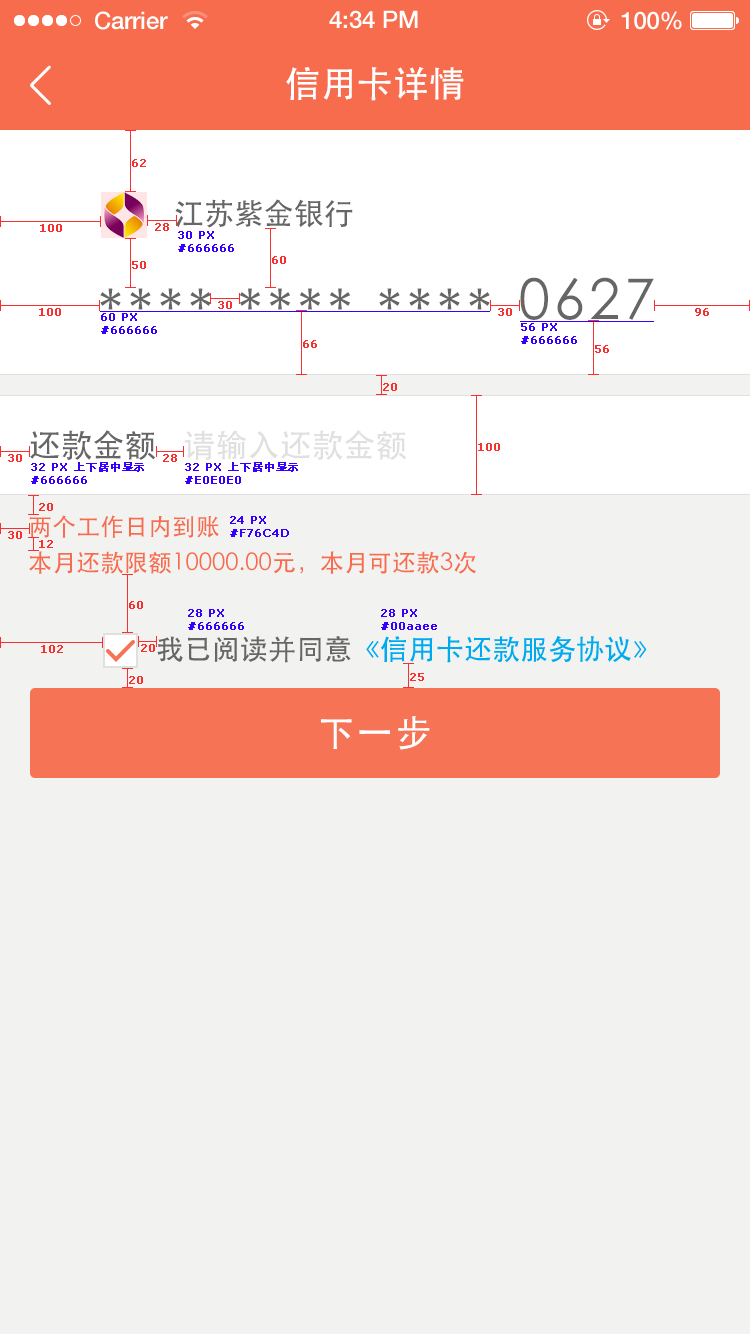 Carrier 4:34 PM 100%
信用卡详情
62
江苏紫金银行
100 28
30 PX
#666666
50 60
**** **** **** 0627
100 30 30 96
60 PX
#666666
56 PX
#666666
66 56
20
还款金额 请输入还款金额
30 28 100
32 PX 上下居中显示
#666666
32 PX 上下居中显示
#E0E0E0
20
两个工作日内到账
30
24 PX
#F76C4D
12
本月还款限额10000.00元，本月可还款3次
60
28 PX
#666666
28 PX
#00aaee
102 20
我已阅读并同意《信用卡还款服务协议》
20 25
下一步